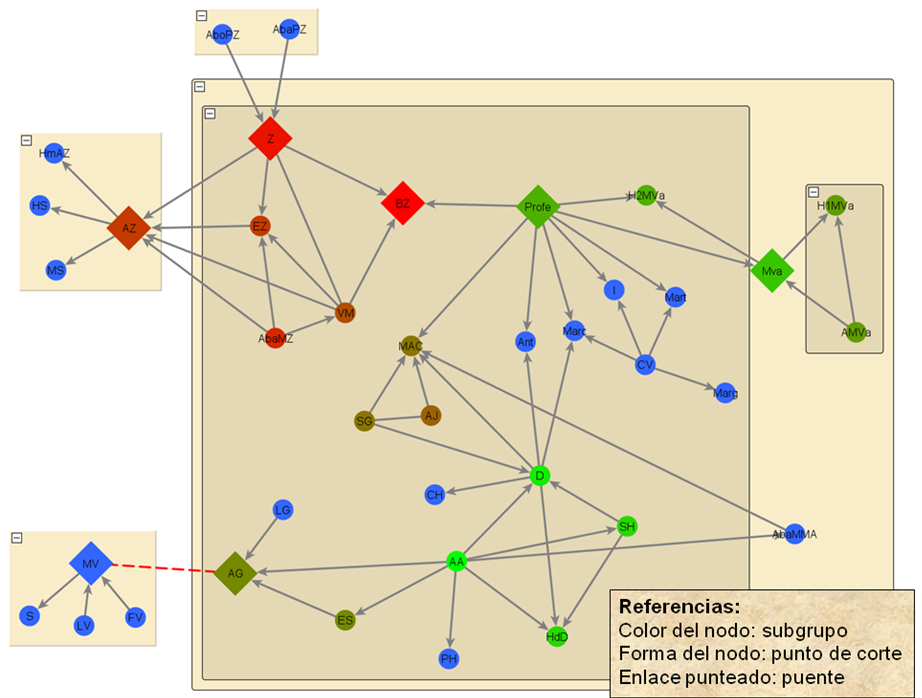 AboPZ
AbaPZ
Z
HmAZ
HS
AZ
MS
BZ
EZ
Profe
H2MVa
H1MVa
Mva
AMVa
VM
AbaMZ
I
Mart
MAC
Ant
Marc
CV
Marg
SG
AJ
D
CH
LG
SH
AbaMMA
MV
AG
AA
S
LV
FV
ES
HdD
PH
Referencias:
Color del nodo: subgrupo
Forma del nodo: punto de corte
Enlace punteado: puente